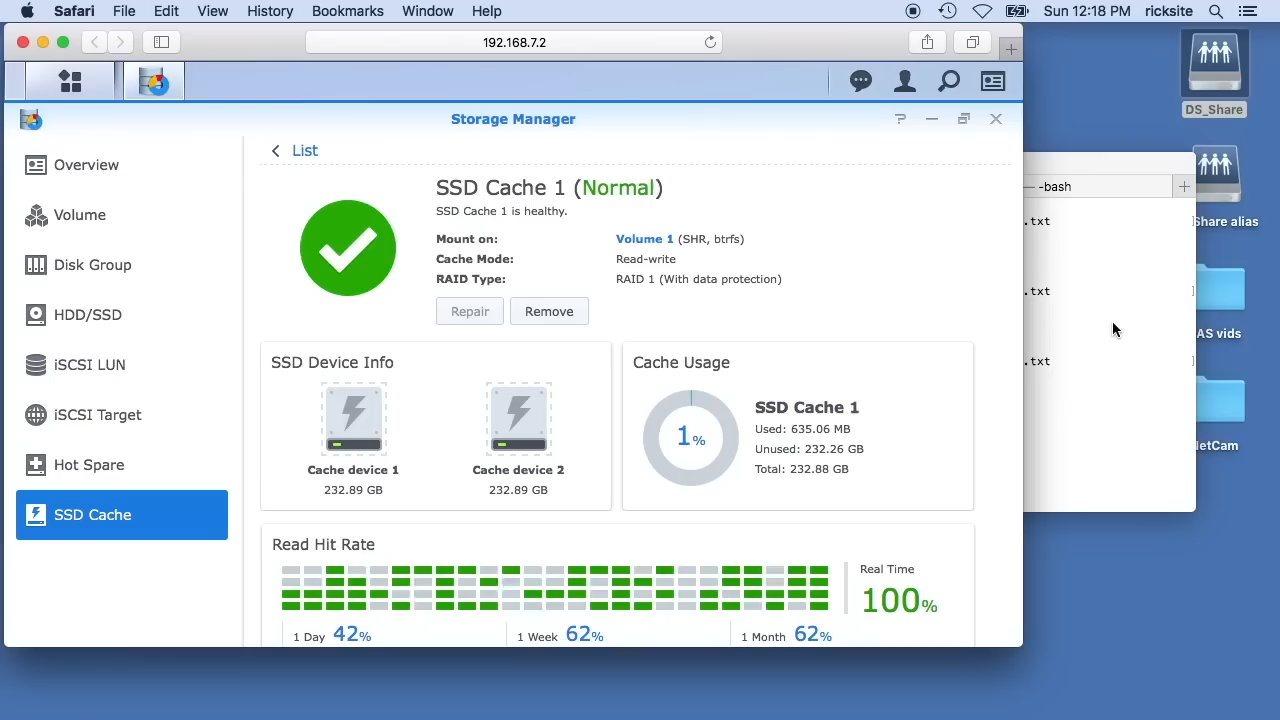 Safari File Edit View History Bookmarks Window Help Sun 12:18 PM ricksite
192.168.7.2
Storage Manager
Overview
Volume
Disk Group
HDD/SSD
iSCSI LUN
iSCSI Target
Hot Spare
SSD Cache
List
SSD Cache 1 (Normal)
SSD Cache 1 is healthy.
Mount on: Volume 1 (SHR, btrfs)
Cache Mode: Read-write
RAID Type: RAID 1 (With data protection)
Repair Remove
SSD Device Info
Cache device 1 Cache device 2
232.89 GB 232.89 GB
Cache Usage
1%
SSD Cache 1
Used: 635.06 MB
Unused: 232.26 GB
Total: 232.88 GB
Read Hit Rate
Real Time
100%
1 Day 42% 1 Week 62% 1 Month 62%
— -bash
.txt ]
.txt ]
.txt ]
DS_Share
Share alias
AS vids
etCam